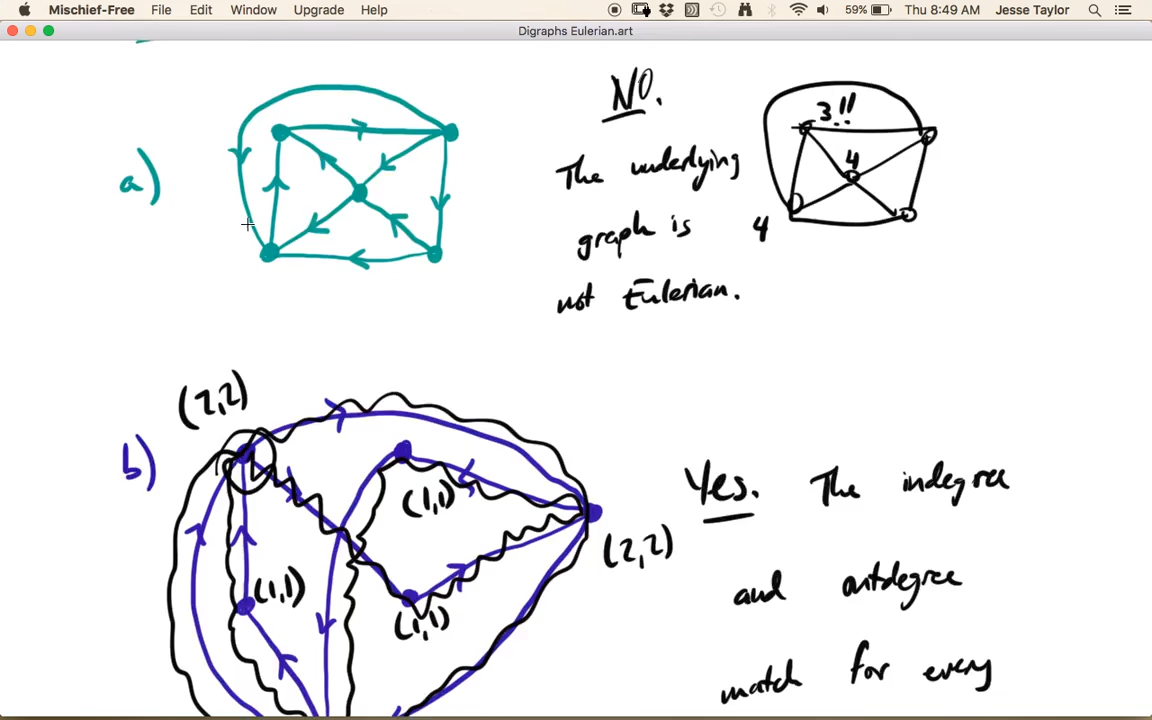 Mischief-Free File Edit Window Upgrade Help 59% Thu 8:49 AM Jesse Taylor
Digraphs Eulerian.art
a)
NO.
The underlying
graph is
not Eulerian.
3!!
4
4
b)
(2,2)
(1,1)
(1,1)
(1,1)
(2,2)
Yes. The indegree
and outdegree
match for every